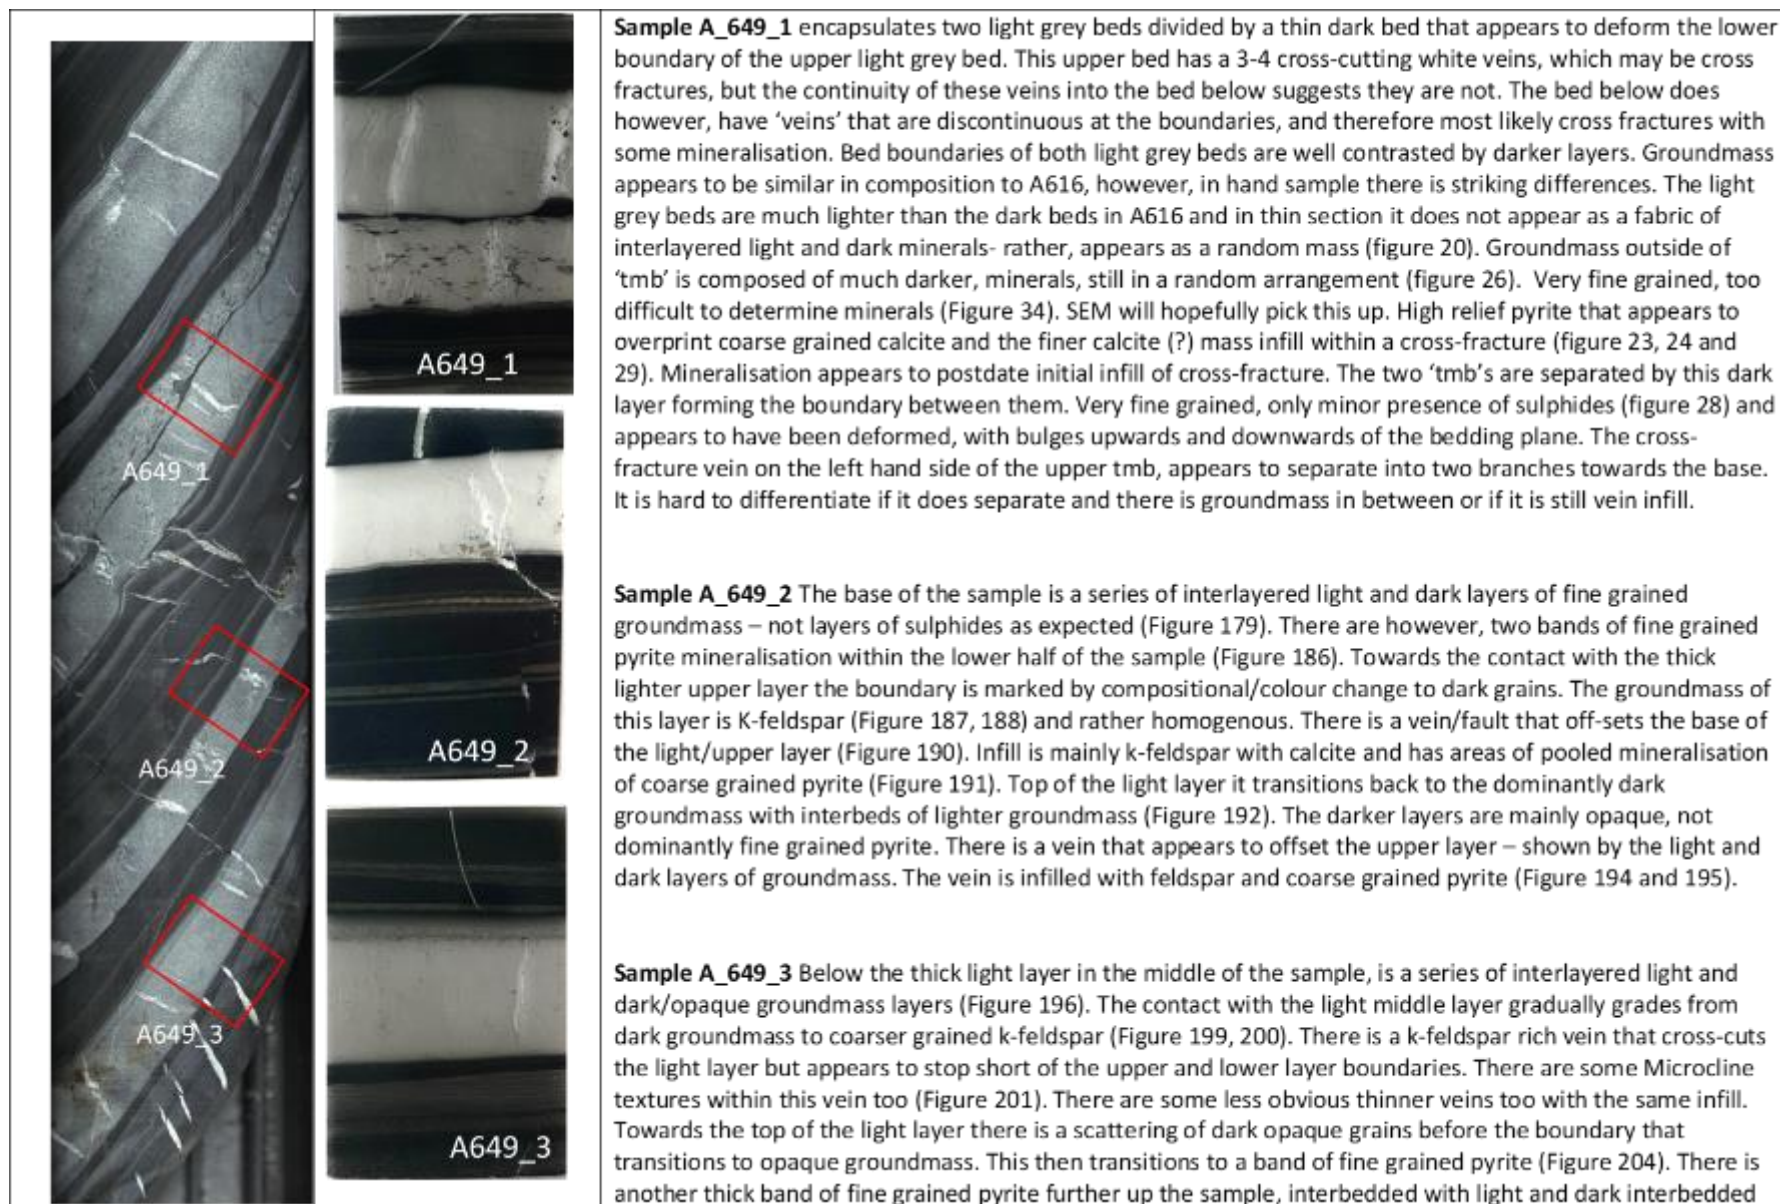 A649_1
A649_2
A649_3
A649_1
A649_2
A649_3
Sample A_649_1 encapsulates two light grey beds divided by a thin dark bed that appears to deform the lower
boundary of the upper light grey bed. This upper bed has a 3-4 cross-cutting white veins, which may be cross
fractures, but the continuity of these veins into the bed below suggests they are not. The bed below does
however, have ‘veins’ that are discontinuous at the boundaries, and therefore most likely cross fractures with
some mineralisation. Bed boundaries of both light grey beds are well contrasted by darker layers. Groundmass
appears to be similar in composition to A616, however, in hand sample there is striking differences. The light
grey beds are much lighter than the dark beds in A616 and in thin section it does not appear as a fabric of
interlayered light and dark minerals- rather, appears as a random mass (figure 20). Groundmass outside of
‘tmb’ is composed of much darker, minerals, still in a random arrangement (figure 26).  Very fine grained, too
difficult to determine minerals (Figure 34). SEM will hopefully pick this up. High relief pyrite that appears to
overprint coarse grained calcite and the finer calcite (?) mass infill within a cross-fracture (figure 23, 24 and
29). Mineralisation appears to postdate initial infill of cross-fracture. The two ‘tmb’s are separated by this dark
layer forming the boundary between them. Very fine grained, only minor presence of sulphides (figure 28) and
appears to have been deformed, with bulges upwards and downwards of the bedding plane. The cross-
fracture vein on the left hand side of the upper tmb, appears to separate into two branches towards the base.
It is hard to differentiate if it does separate and there is groundmass in between or if it is still vein infill.
Sample A_649_2 The base of the sample is a series of interlayered light and dark layers of fine grained
groundmass – not layers of sulphides as expected (Figure 179). There are however, two bands of fine grained
pyrite mineralisation within the lower half of the sample (Figure 186). Towards the contact with the thick
lighter upper layer the boundary is marked by compositional/colour change to dark grains. The groundmass of
this layer is K-feldspar (Figure 187, 188) and rather homogenous. There is a vein/fault that off-sets the base of
the light/upper layer (Figure 190). Infill is mainly k-feldspar with calcite and has areas of pooled mineralisation
of coarse grained pyrite (Figure 191). Top of the light layer it transitions back to the dominantly dark
groundmass with interbeds of lighter groundmass (Figure 192). The darker layers are mainly opaque, not
dominantly fine grained pyrite. There is a vein that appears to offset the upper layer – shown by the light and
dark layers of groundmass. The vein is infilled with feldspar and coarse grained pyrite (Figure 194 and 195).
Sample A_649_3 Below the thick light layer in the middle of the sample, is a series of interlayered light and
dark/opaque groundmass layers (Figure 196). The contact with the light middle layer gradually grades from
dark groundmass to coarser grained k-feldspar (Figure 199, 200). There is a k-feldspar rich vein that cross-cuts
the light layer but appears to stop short of the upper and lower layer boundaries. There are some Microcline
textures within this vein too (Figure 201). There are some less obvious thinner veins too with the same infill.
Towards the top of the light layer there is a scattering of dark opaque grains before the boundary that
transitions to opaque groundmass. This then transitions to a band of fine grained pyrite (Figure 204). There is
another thick band of fine grained pyrite further up the sample, interbedded with light and dark interbedded